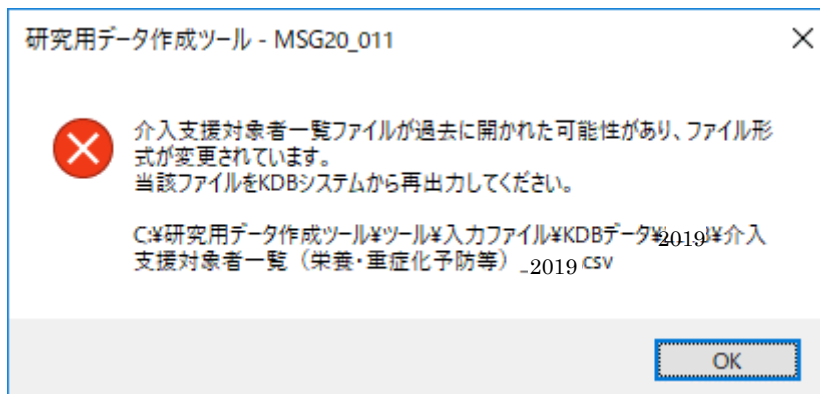 研究用データ作成ツール - MSG20_011
介入支援対象者一覧ファイルが過去に開かれた可能性があり、ファイル形
式が変更されています。
当該ファイルをKDBシステムから再出力してください。
C:¥研究用データ作成ツール¥ツール¥入力ファイル¥KDBデータ¥2019¥介入
支援対象者一覧（栄養・重症化予防等）_2019.csv
OK